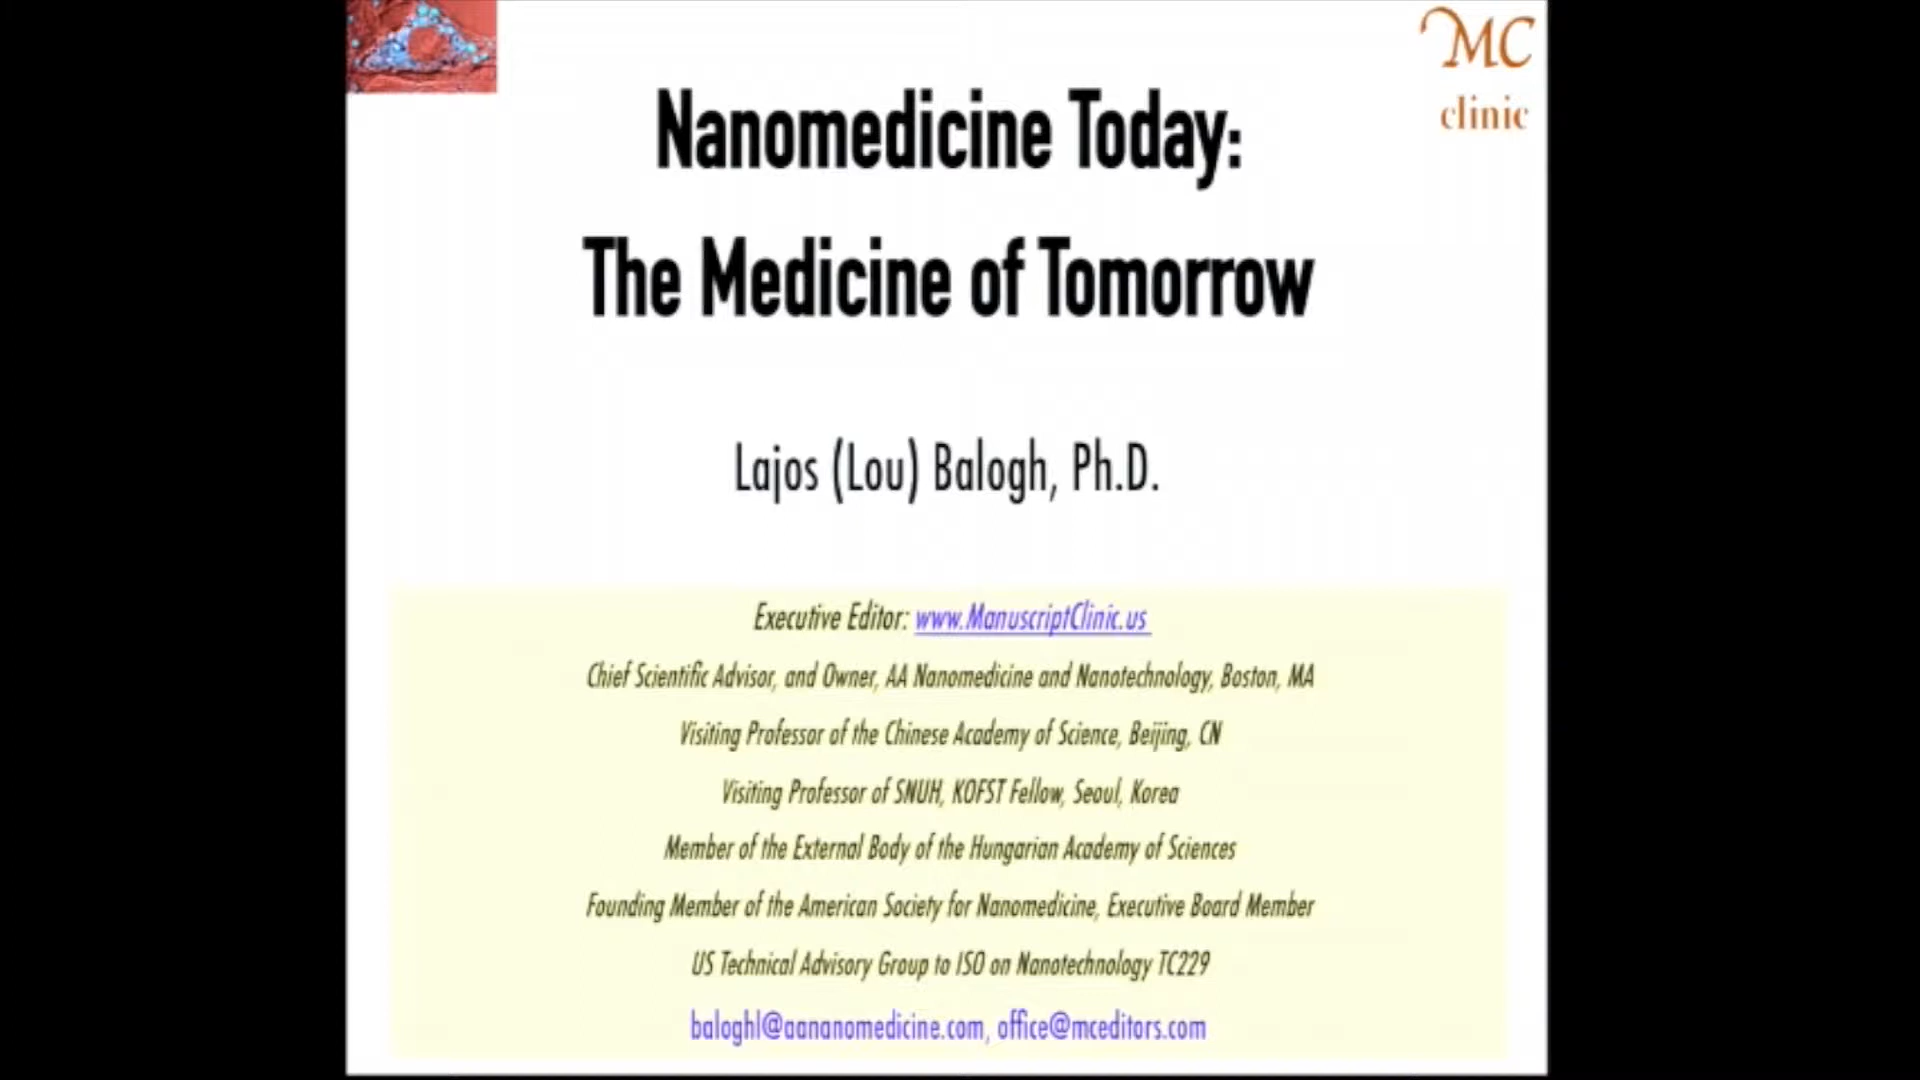 MC
clinic
Nanomedicine Today:
The Medicine of Tomorrow
Lajos (Lou) Balogh, Ph.D.
Executive Editor: www.ManuscriptClinic.us
Chief Scientific Advisor, and Owner, AA Nanomedicine and Nanotechnology, Boston, MA
Visiting Professor of the Chinese Academy of Science, Beijing, CN
Visiting Professor of SNUH, KOFST Fellow, Seoul, Korea
Member of the External Body of the Hungarian Academy of Sciences
Founding Member of the American Society for Nanomedicine, Executive Board Member
US Technical Advisory Group to ISO on Nanotechnology TC229
baloghl@aananomedicine.com, office@mceditors.com